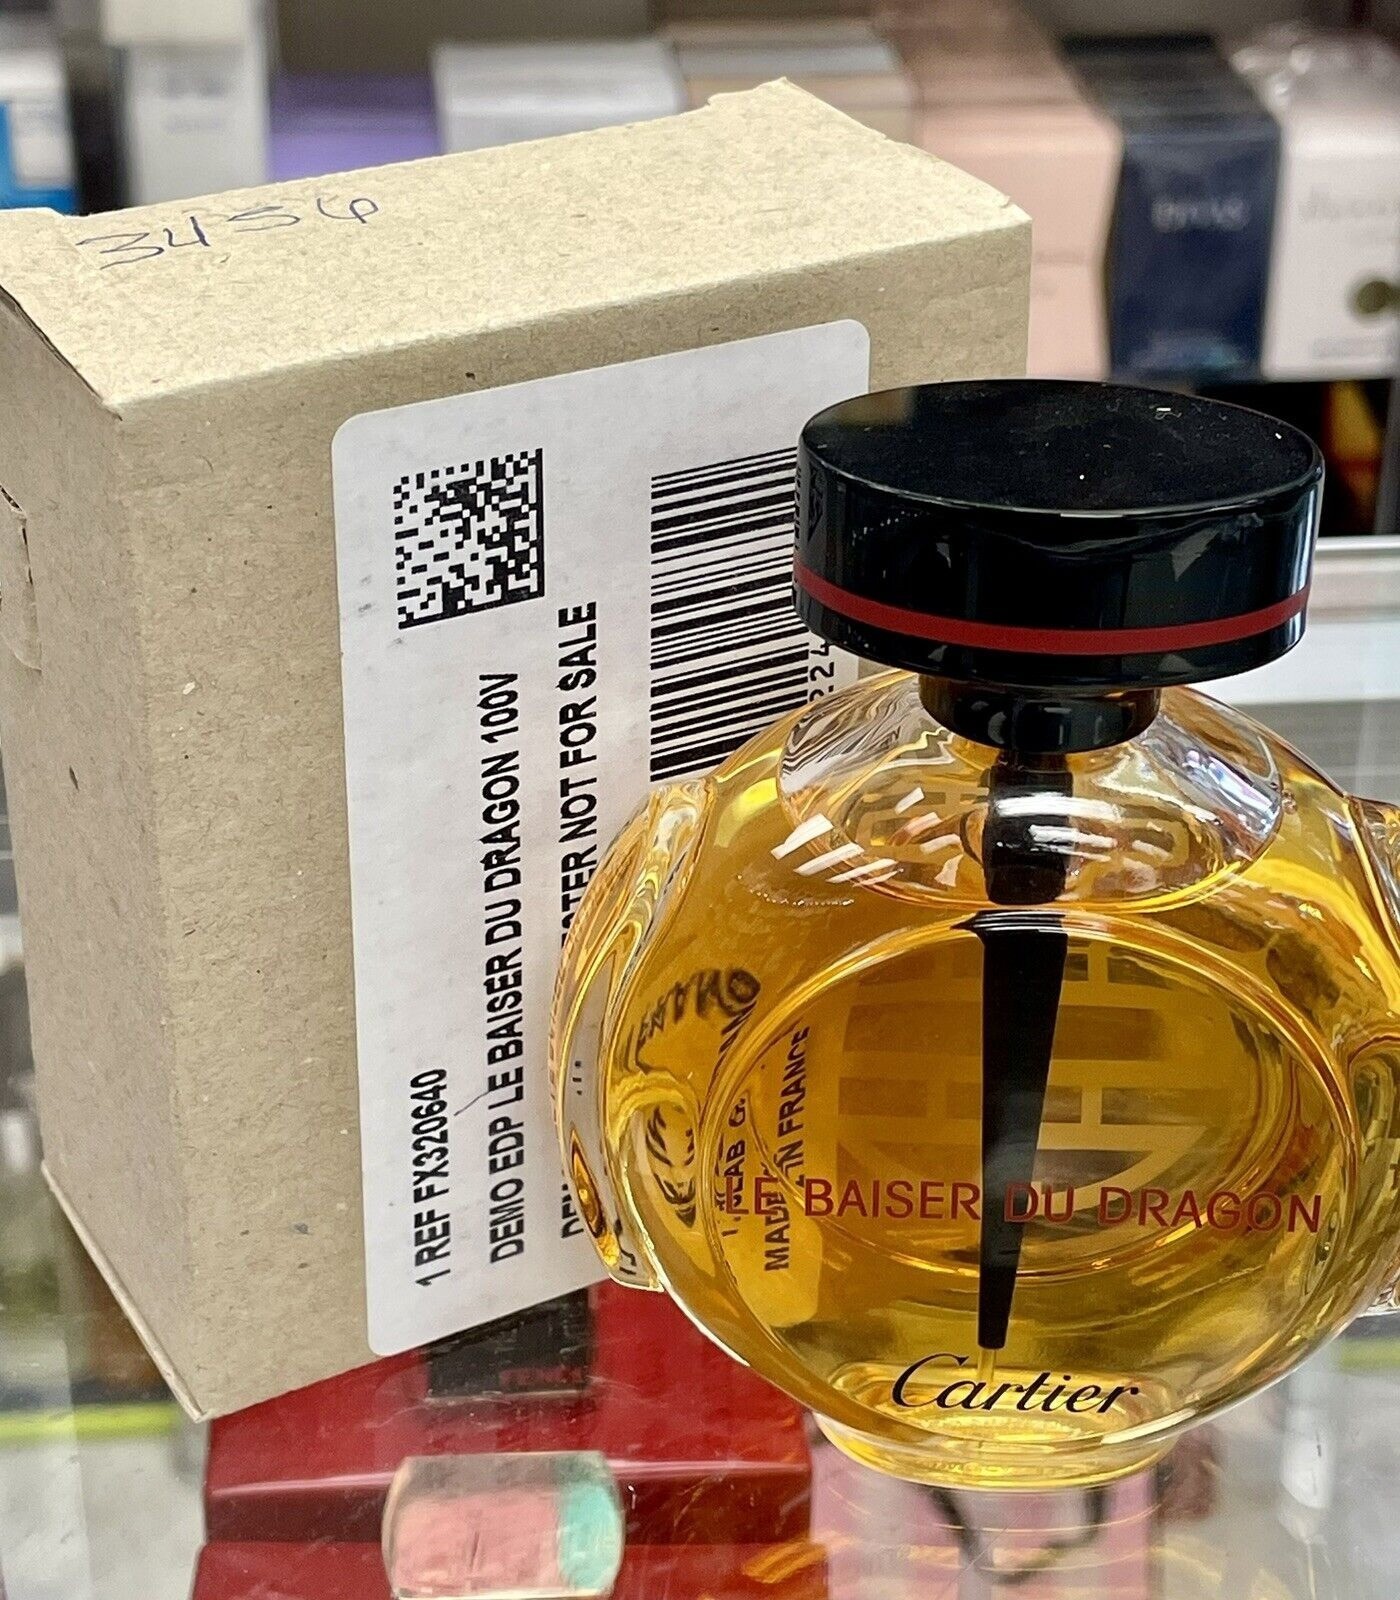 3456
1 REF FX320640
DEMO EDP LE BAISER DU DRAGON 100V
NOT FOR SALE
224
MADE IN FRANCE
LE BAISER DU DRAGON
Cartier